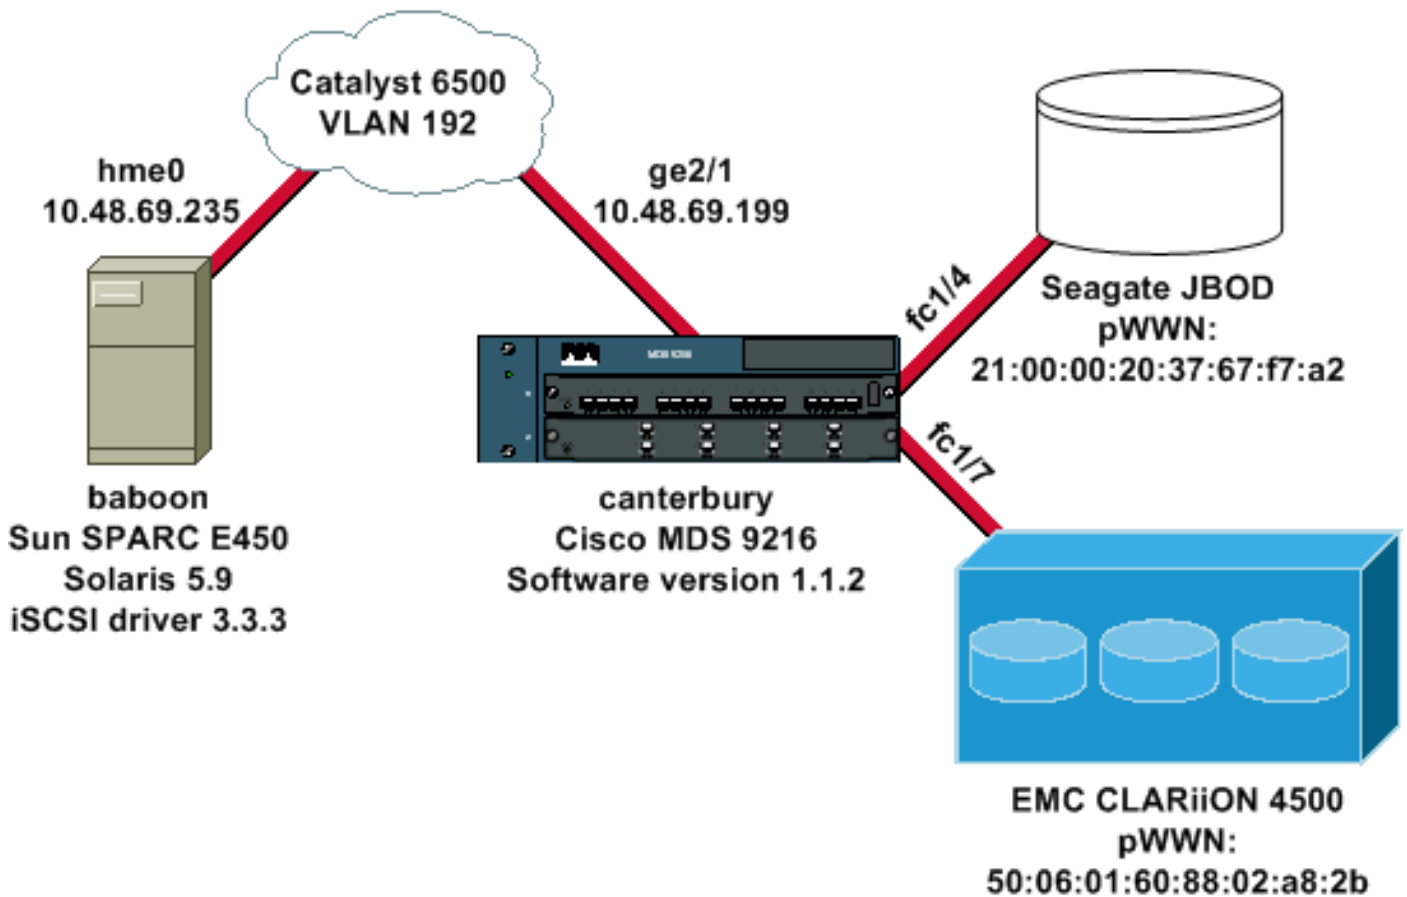 Catalyst 6500
VLAN 192
hme0
10.48.69.235
ge2/1
10.48.69.199
fc1/4
Seagate JBOD
pWWN:
21:00:00:20:37:67:f7:a2
MDS 9216
fc1/7
baboon
Sun SPARC E450
Solaris 5.9
iSCSI driver 3.3.3
canterbury
Cisco MDS 9216
Software version 1.1.2
EMC CLARiiON 4500
pWWN:
50:06:01:60:88:02:a8:2b